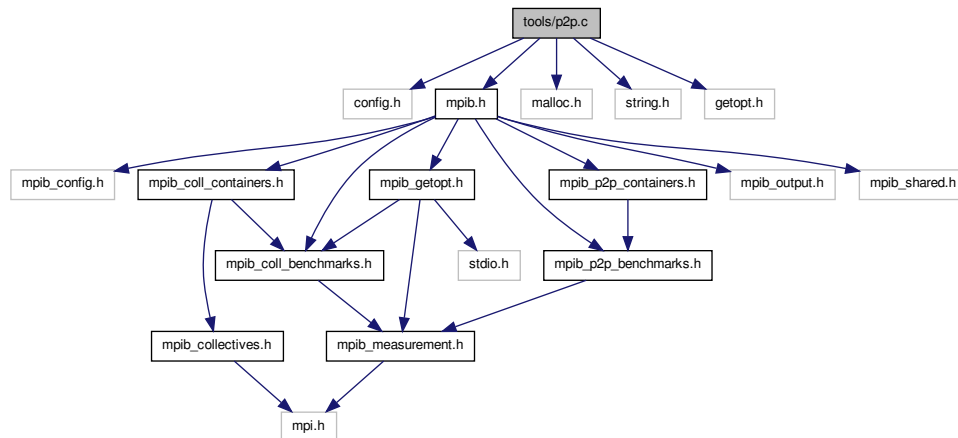 tools/p2p.c
config.h
mpib.h
malloc.h
string.h
getopt.h
mpib_config.h
mpib_coll_containers.h
mpib_getopt.h
mpib_p2p_containers.h
mpib_output.h
mpib_shared.h
mpib_coll_benchmarks.h
stdio.h
mpib_p2p_benchmarks.h
mpib_collectives.h
mpib_measurement.h
mpi.h